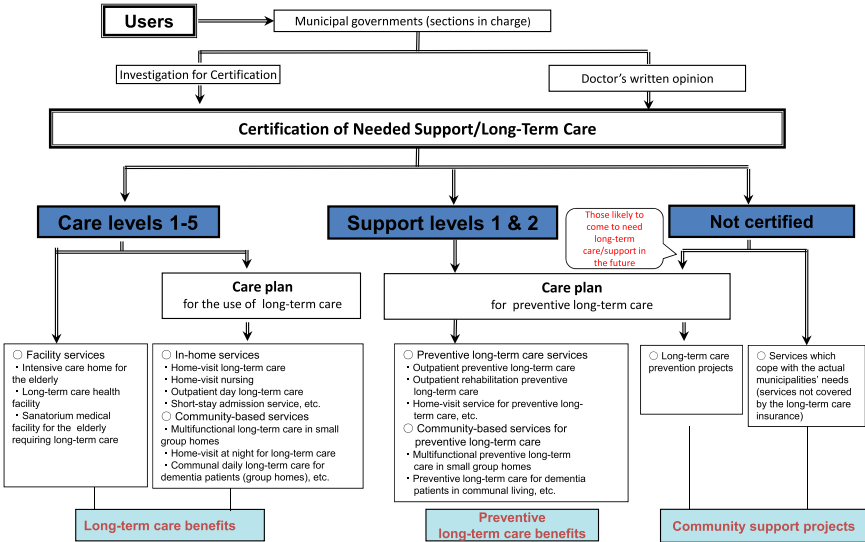 Users
Municipal governments (sections in charge)
Investigation for Certification
Doctor's written opinion
Certification of Needed Support/Long-Term Care
Care levels 1-5
Support levels 1 & 2
Those likely to
come to need
long-term
care/support in
the future
Not certified
Care plan
for the use of long-term care
Care plan
for preventive long-term care
○ Facility services
・Intensive care home for
the elderly
・Long-term care health
facility
・Sanatorium medical
facility for the elderly
requiring long-term care
○ In-home services
・Home-visit long-term care
・Home-visit nursing
・Outpatient day long-term care
・Short-stay admission service, etc.
○ Community-based services
・Multifunctional long-term care in small
group homes
・Home-visit at night for long-term care
・Communal daily long-term care for
dementia patients (group homes), etc.
○ Preventive long-term care services
・Outpatient preventive long-term care
・Outpatient rehabilitation preventive
long-term care
・Home-visit service for preventive long-
term care, etc.
○ Community-based services for
preventive long-term care
・Multifunctional preventive long-term
care in small group homes
・Preventive long-term care for dementia
patients in communal living, etc.
○ Long-term care
prevention projects
○ Services which
cope with the actual
municipalities' needs
(services not covered
by the long-term care
insurance)
Long-term care benefits
Preventive
long-term care benefits
Community support projects